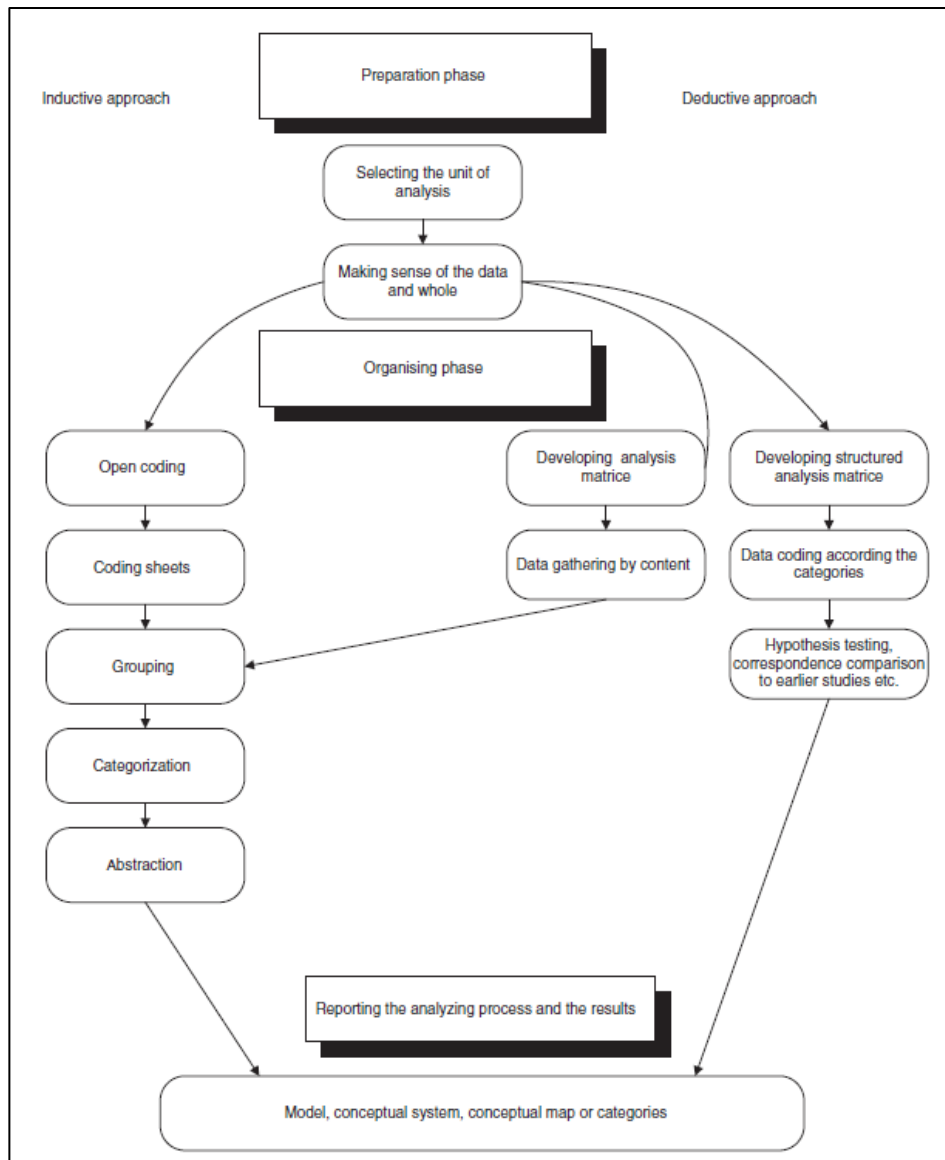 Preparation phase
Inductive approach
Deductive approach
Selecting the unit of
analysis
Making sense of the data
and whole
Organising phase
Open coding
Developing analysis
matrice
Developing structured
analysis matrice
Coding sheets
Data gathering by content
Data coding according the
categories
Grouping
Hypothesis testing,
correspondence comparison
to earlier studies etc.
Categorization
Abstraction
Reporting the analyzing process and the results
Model, conceptual system, conceptual map or categories